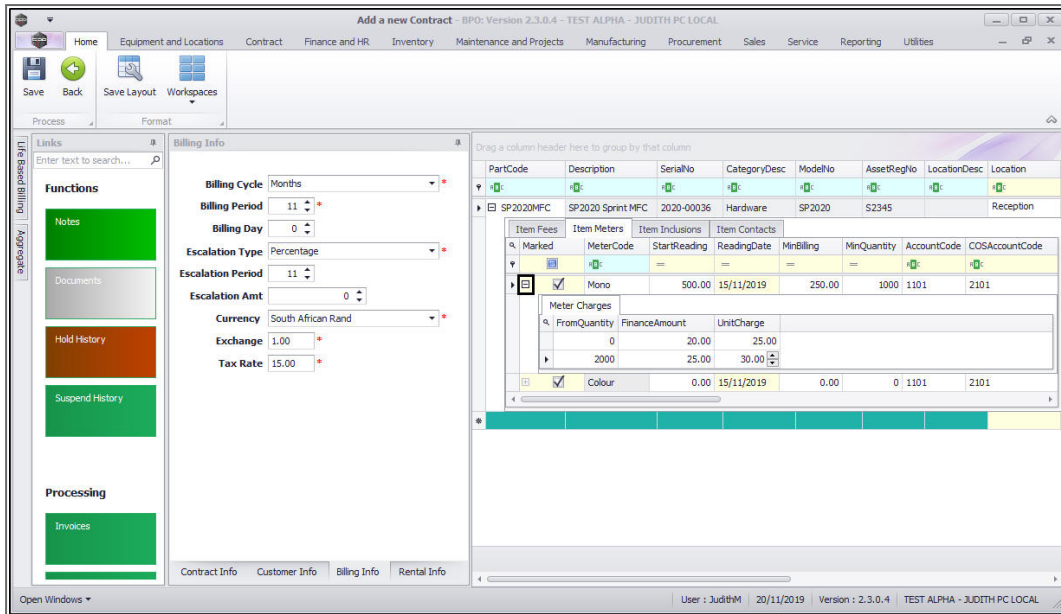 Add a new Contract - BPO: Version 2.3.0.4 - TEST ALPHA - JUDITH PC LOCAL
Home Equipment and Locations Contract Finance and HR Inventory Maintenance and Projects Manufacturing Procurement Sales Service Reporting Utilities
Save Back Save Layout Workspaces
Process Format
Life Based Billing
Aggregate
Links
Enter text to search...
Functions
Notes
Documents
Hold History
Suspend History
Processing
Invoices
Billing Info
Billing Cycle Months *
Billing Period 11 *
Billing Day 0
Escalation Type Percentage *
Escalation Period 11
Escalation Amt 0
Currency South African Rand *
Exchange 1.00 *
Tax Rate 15.00 *
Contract Info Customer Info Billing Info Rental Info
Drag a column header here to group by that column
PartCode Description SerialNo CategoryDesc ModelNo AssetRegNo LocationDesc Location
SP2020MFC SP2020 Sprint MFC 2020-00036 Hardware SP2020 S2345 Reception
Item Fees Item Meters Item Inclusions Item Contacts
Marked MeterCode StartReading ReadingDate MinBilling MinQuantity AccountCode COSAccountCode
Mono 500.00 15/11/2019 250.00 1000 1101 2101
Meter Charges
FromQuantity FinanceAmount UnitCharge
0 20.00 25.00
2000 25.00 30.00
Colour 0.00 15/11/2019 0.00 0 1101 2101
Open Windows User : JudithM 20/11/2019 Version : 2.3.0.4 TEST ALPHA - JUDITH PC LOCAL